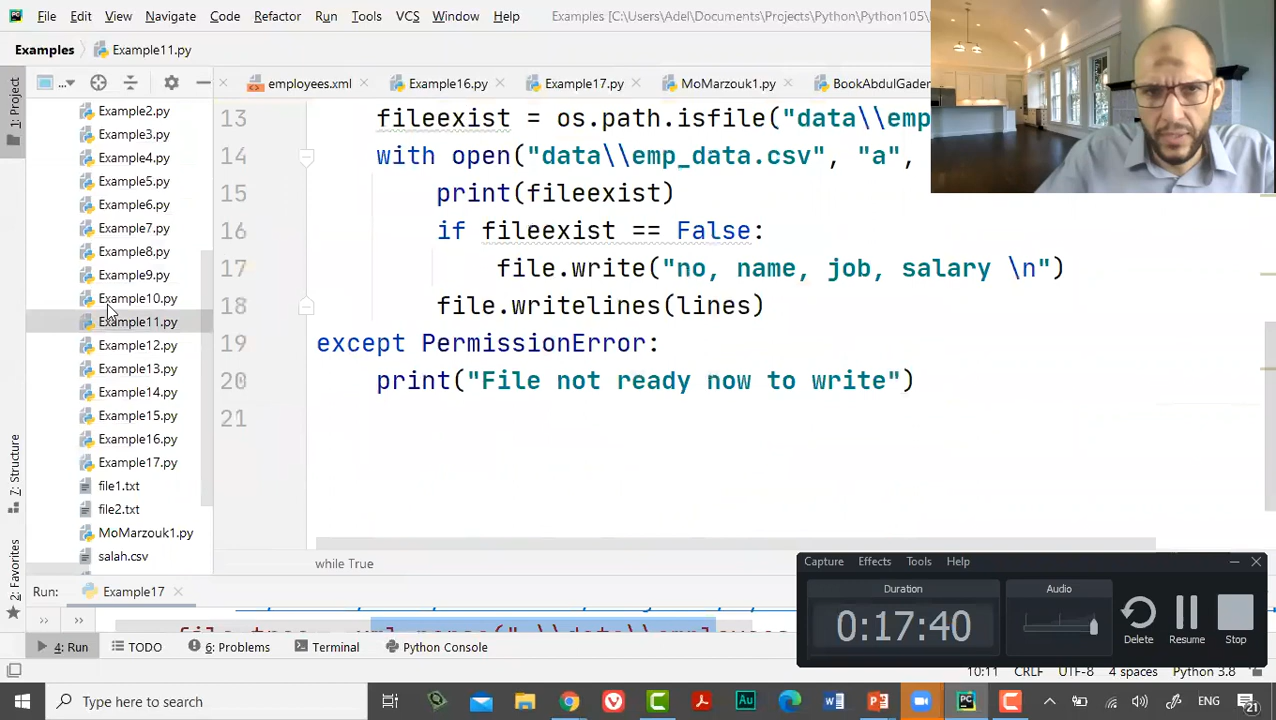 File Edit View Navigate Code Refactor Run Tools VCS Window Help Examples [C:\Users\Adel\Documents\Projects\Python\Python105\
Examples Example11.py
employees.xml Example16.py Example17.py MoMarzouk1.py BookAbdulGader
1: Project
Example2.py
Example3.py
Example4.py
Example5.py
Example6.py
Example7.py
Example8.py
Example9.py
Example10.py
Example11.py
Example12.py
Example13.py
Example14.py
Example15.py
Example16.py
Example17.py
file1.txt
file2.txt
MoMarzouk1.py
salah.csv
7: Structure
2: Favorites
13 fileexist = os.path.isfile("data\\emp
14 with open("data\\emp_data.csv", "a",
15 print(fileexist)
16 if fileexist == False:
17 file.write("no, name, job, salary \n")
18 file.writelines(lines)
19 except PermissionError:
20 print("File not ready now to write")
21
while True
Capture Effects Tools Help
Duration Audio
0:17:40
Delete Resume Stop
Run: Example17
4: Run TODO 6: Problems Terminal Python Console
10:11 CRLF UTF-8 4 spaces Python 3.8
Type here to search
ENG
21